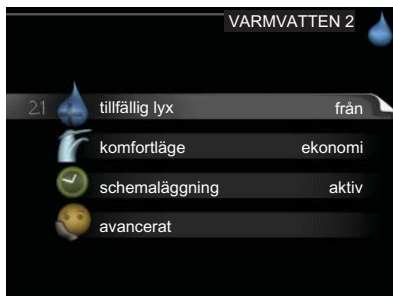 VARMVATTEN 2
2.1 tillfällig lyx från
komfortläge ekonomi
schemaläggning aktiv
avancerat